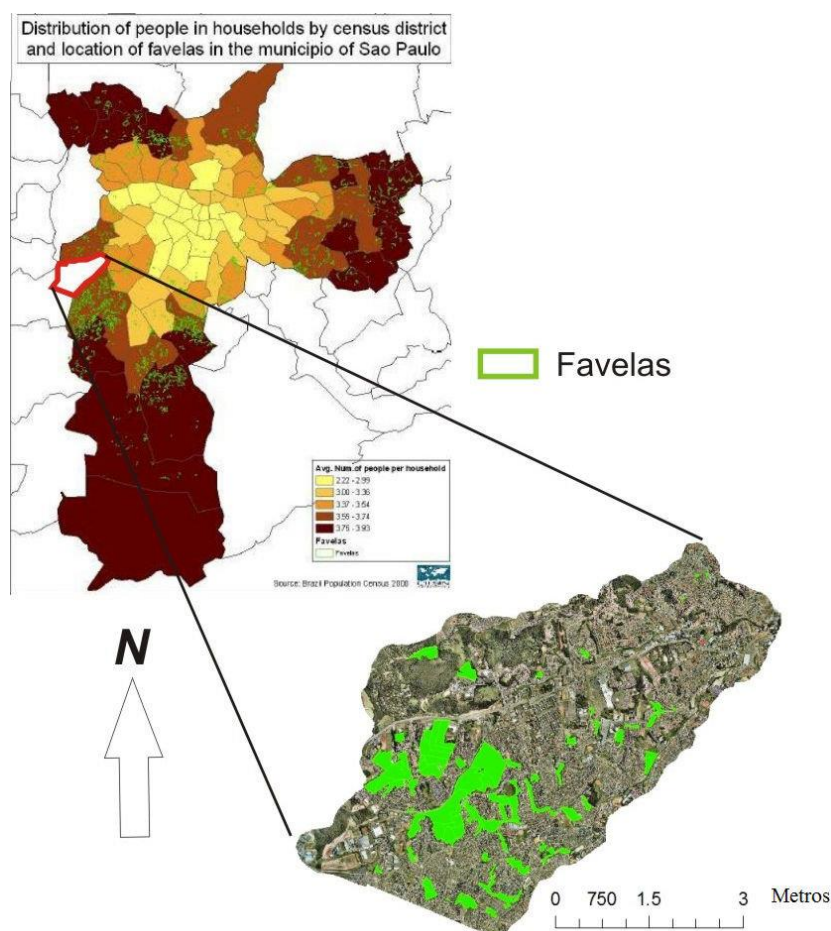 Distribution of people in households by census district
and location of favelas in the municipio of Sao Paulo
Favelas
Avg. Num. of people per household
2.22 - 2.99
3.00 - 3.36
3.37 - 3.54
3.55 - 3.74
3.75 - 3.93
Favelas
Favelas
Source: Brazil Population Census 2000
N
0 750 1.5 3 Metros